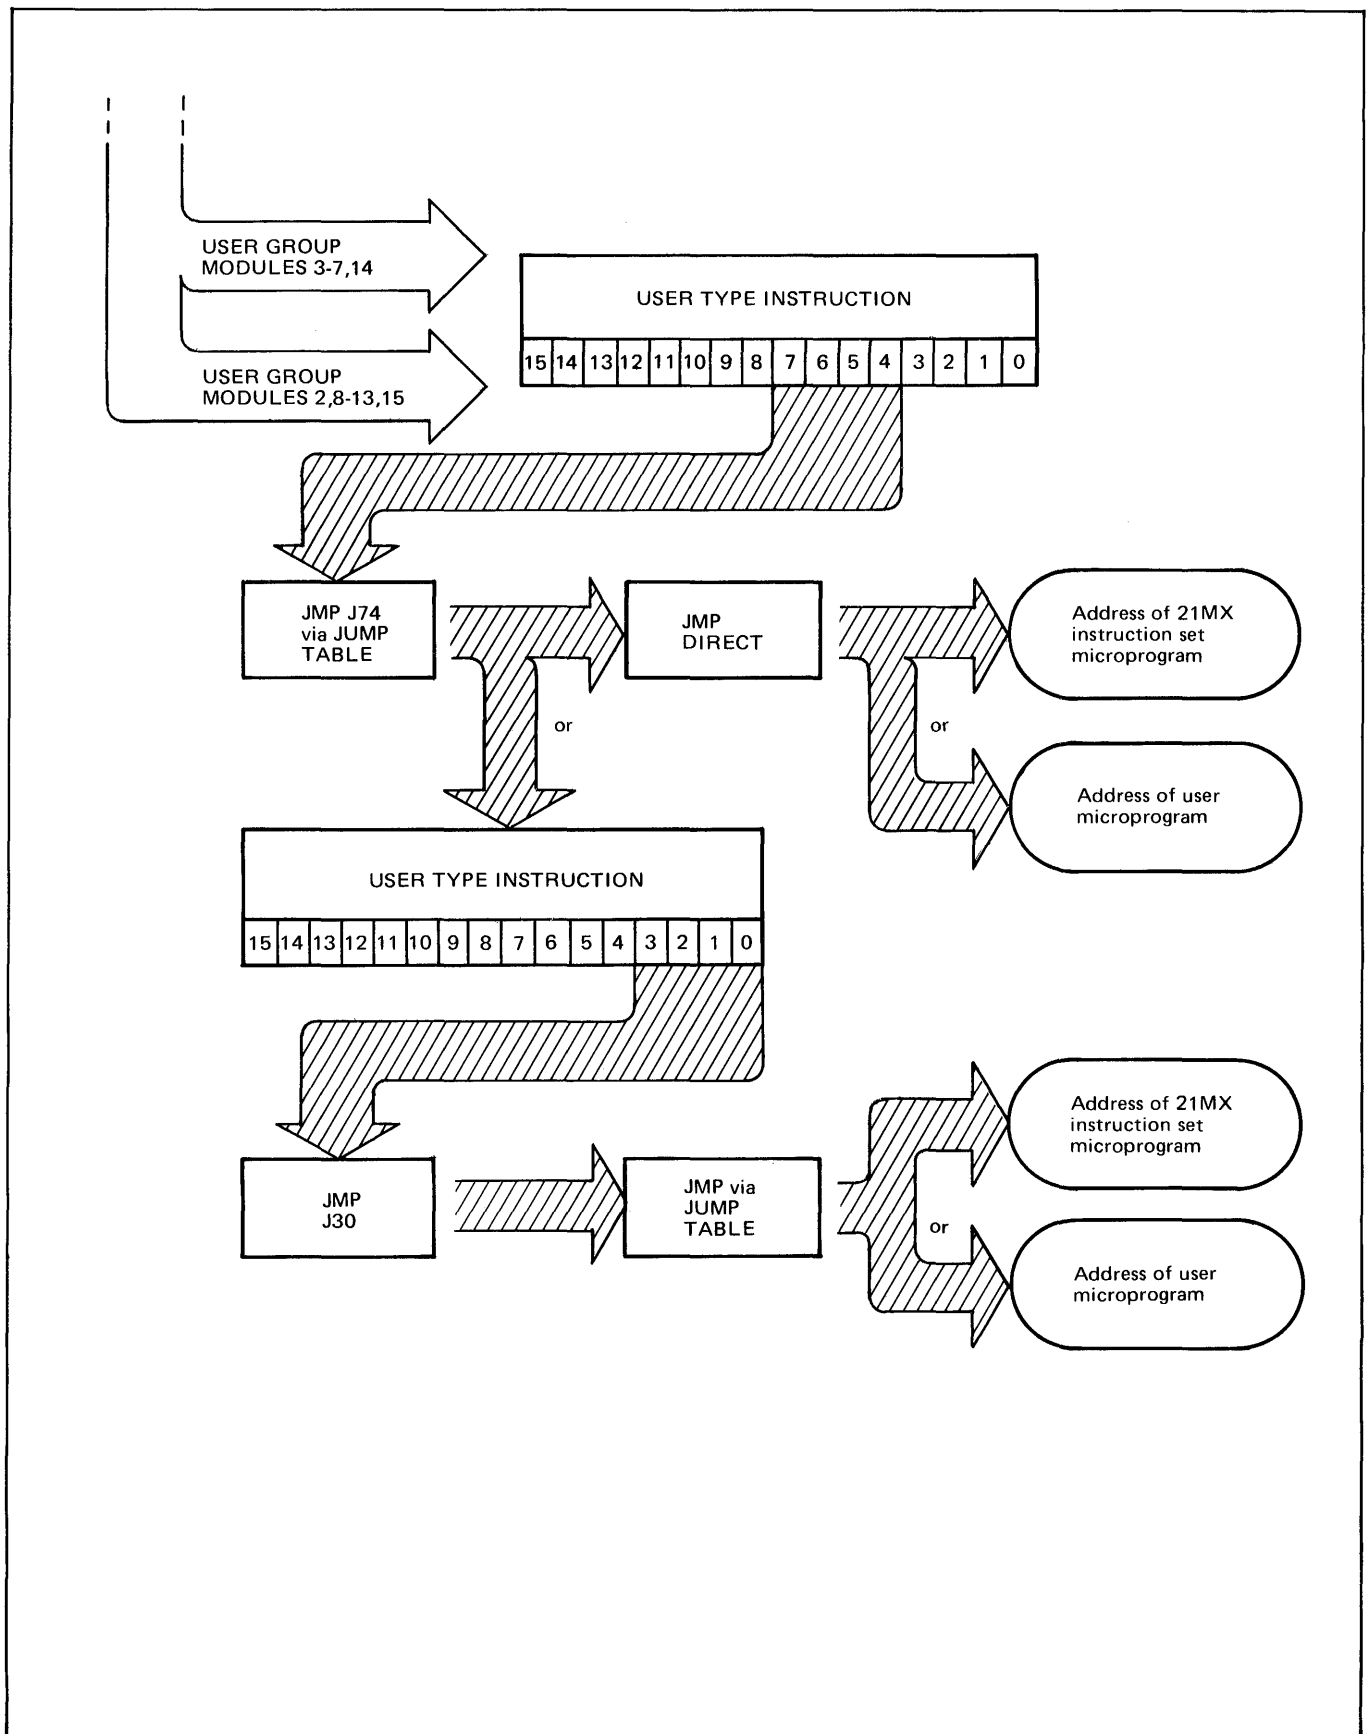 USER GROUP
MODULES 3-7,14
USER TYPE INSTRUCTION
15 14 13 12 11 10 9 8 7 6 5 4 3 2 1 0
USER GROUP
MODULES 2,8-13,15
JMP J74
via JUMP
TABLE
JMP
DIRECT
Address of 21MX
instruction set
microprogram
or
or
Address of user
microprogram
USER TYPE INSTRUCTION
15 14 13 12 11 10 9 8 7 6 5 4 3 2 1 0
Address of 21MX
instruction set
microprogram
JMP
J30
JMP via
JUMP
TABLE
or
Address of user
microprogram